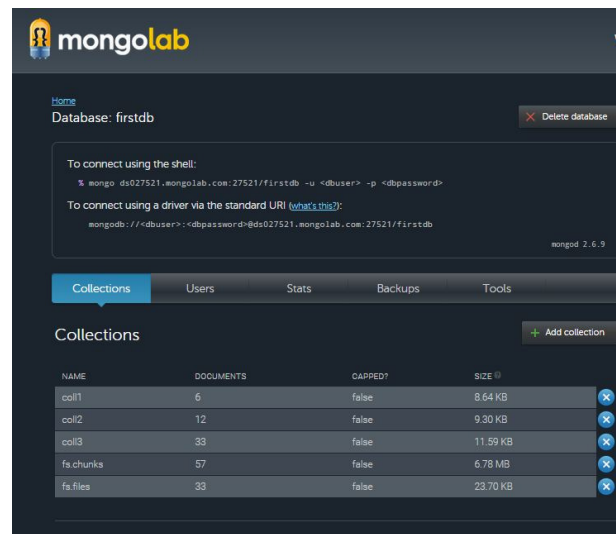 mongolab
Home
Database: firstdb
Delete database
To connect using the shell:
% mongo ds027521.mongolab.com:27521/firstdb -u <dbuser> -p <dbpassword>
To connect using a driver via the standard URI (what's this?):
mongodb://<dbuser>:<dbpassword>@ds027521.mongolab.com:27521/firstdb
mongod 2.6.9
Collections Users Stats Backups Tools
Collections
+ Add collection
NAME DOCUMENTS CAPPED? SIZE
coll1 6 false 8.64 KB
coll2 12 false 9.30 KB
coll3 33 false 11.59 KB
fs.chunks 57 false 6.78 MB
fs.files 33 false 23.70 KB